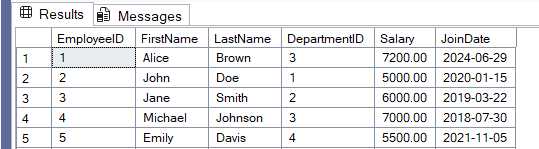 Results Messages
EmployeeID FirstName LastName DepartmentID Salary JoinDate
1 1 Alice Brown 3 7200.00 2024-06-29
2 2 John Doe 1 5000.00 2020-01-15
3 3 Jane Smith 2 6000.00 2019-03-22
4 4 Michael Johnson 3 7000.00 2018-07-30
5 5 Emily Davis 4 5500.00 2021-11-05